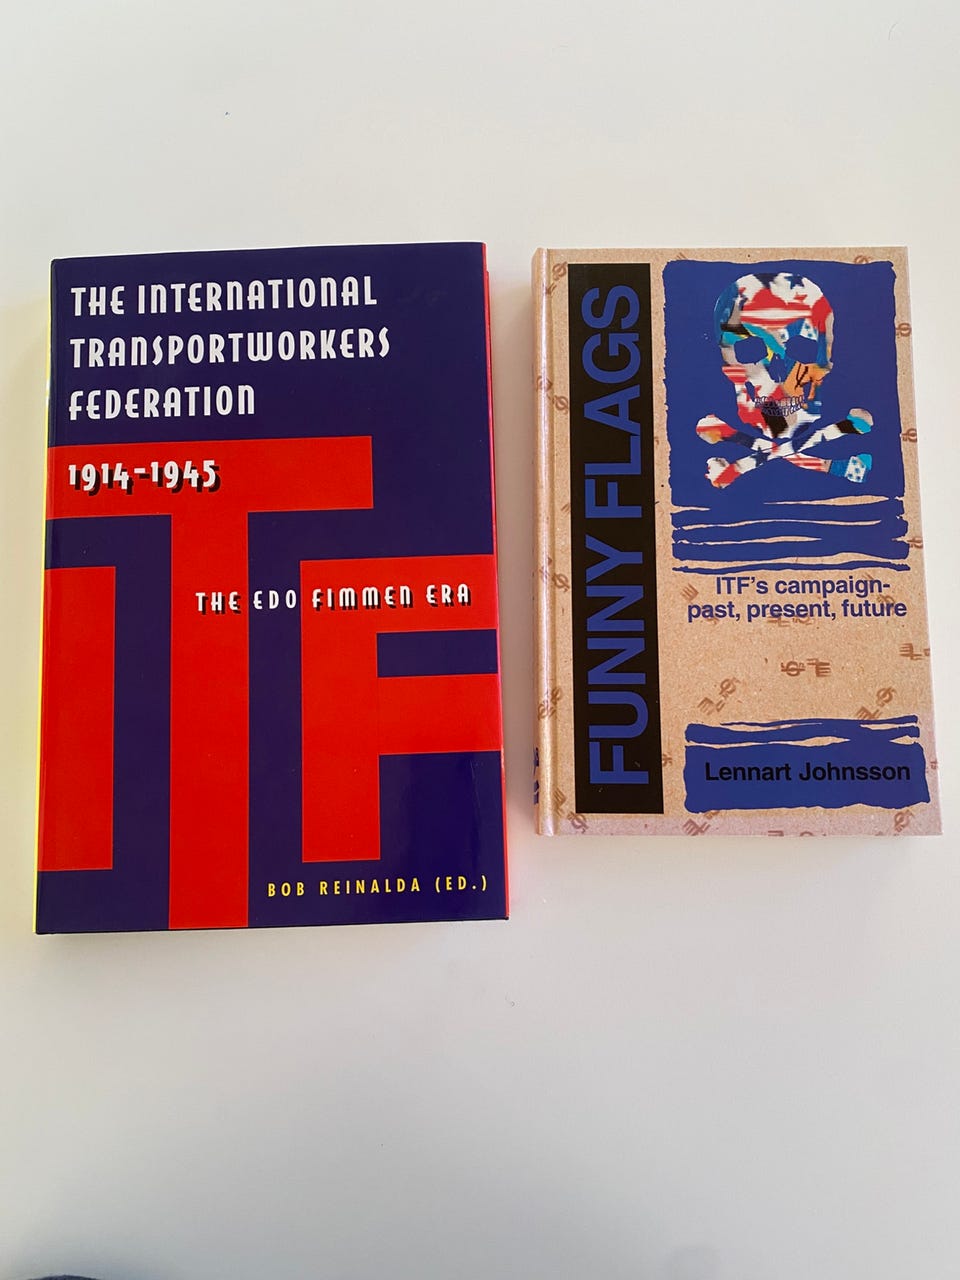 THE INTERNATIONAL
TRANSPORTWORKERS
FEDERATION
1914-1945
ITF
THE EDO FIMMEN ERA
BOB REINALDA (ED.)
FUNNY FLAGS
ITF's campaign-
past, present, future
Lennart Johnsson